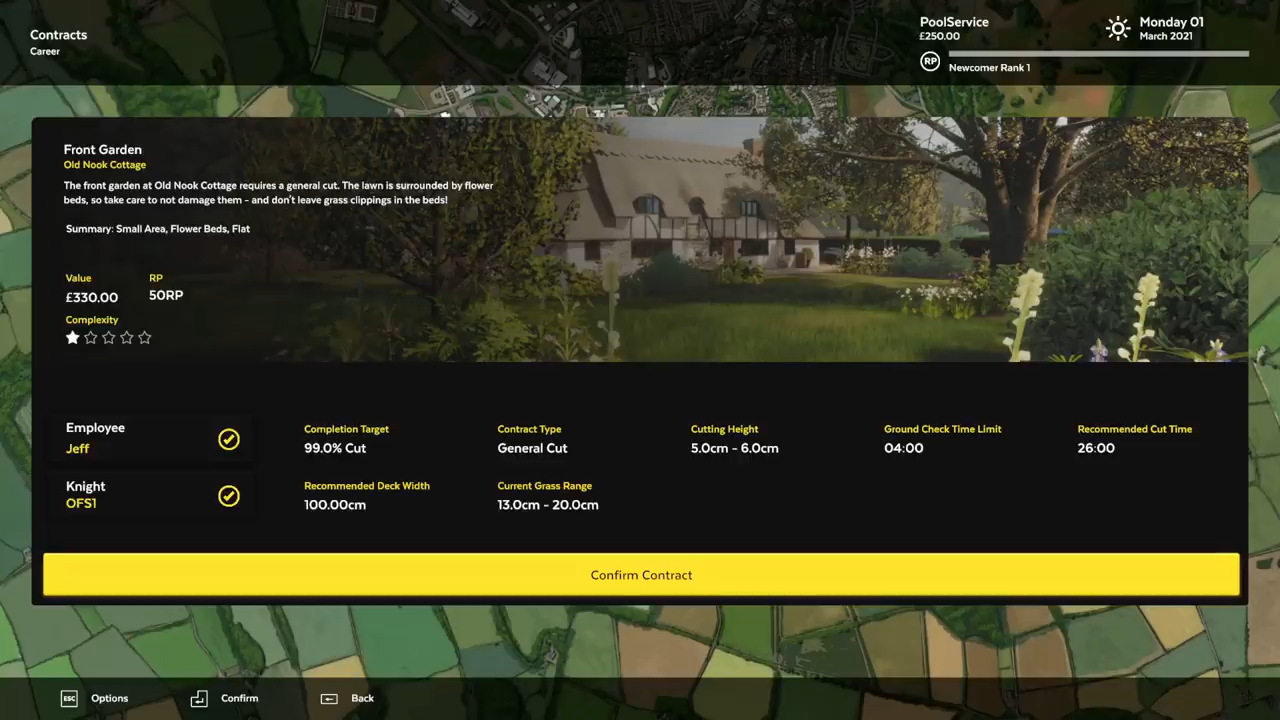 Contracts
Career
PoolService
£250.00
Monday 01
March 2021
RP
Newcomer Rank 1
Front Garden
Old Nook Cottage
The front garden at Old Nook Cottage requires a general cut. The lawn is surrounded by flower
beds, so take care to not damage them - and don't leave grass clippings in the beds!
Summary: Small Area, Flower Beds, Flat
Value
RP
£330.00
50RP
Complexity
Employee
Jeff
Completion Target
99.0% Cut
Contract Type
General Cut
Cutting Height
5.0cm - 6.0cm
Ground Check Time Limit
04:00
Recommended Cut Time
26:00
Knight
OFS1
Recommended Deck Width
100.00cm
Current Grass Range
13.0cm - 20.0cm
Confirm Contract
ESC
Options
Confirm
Back